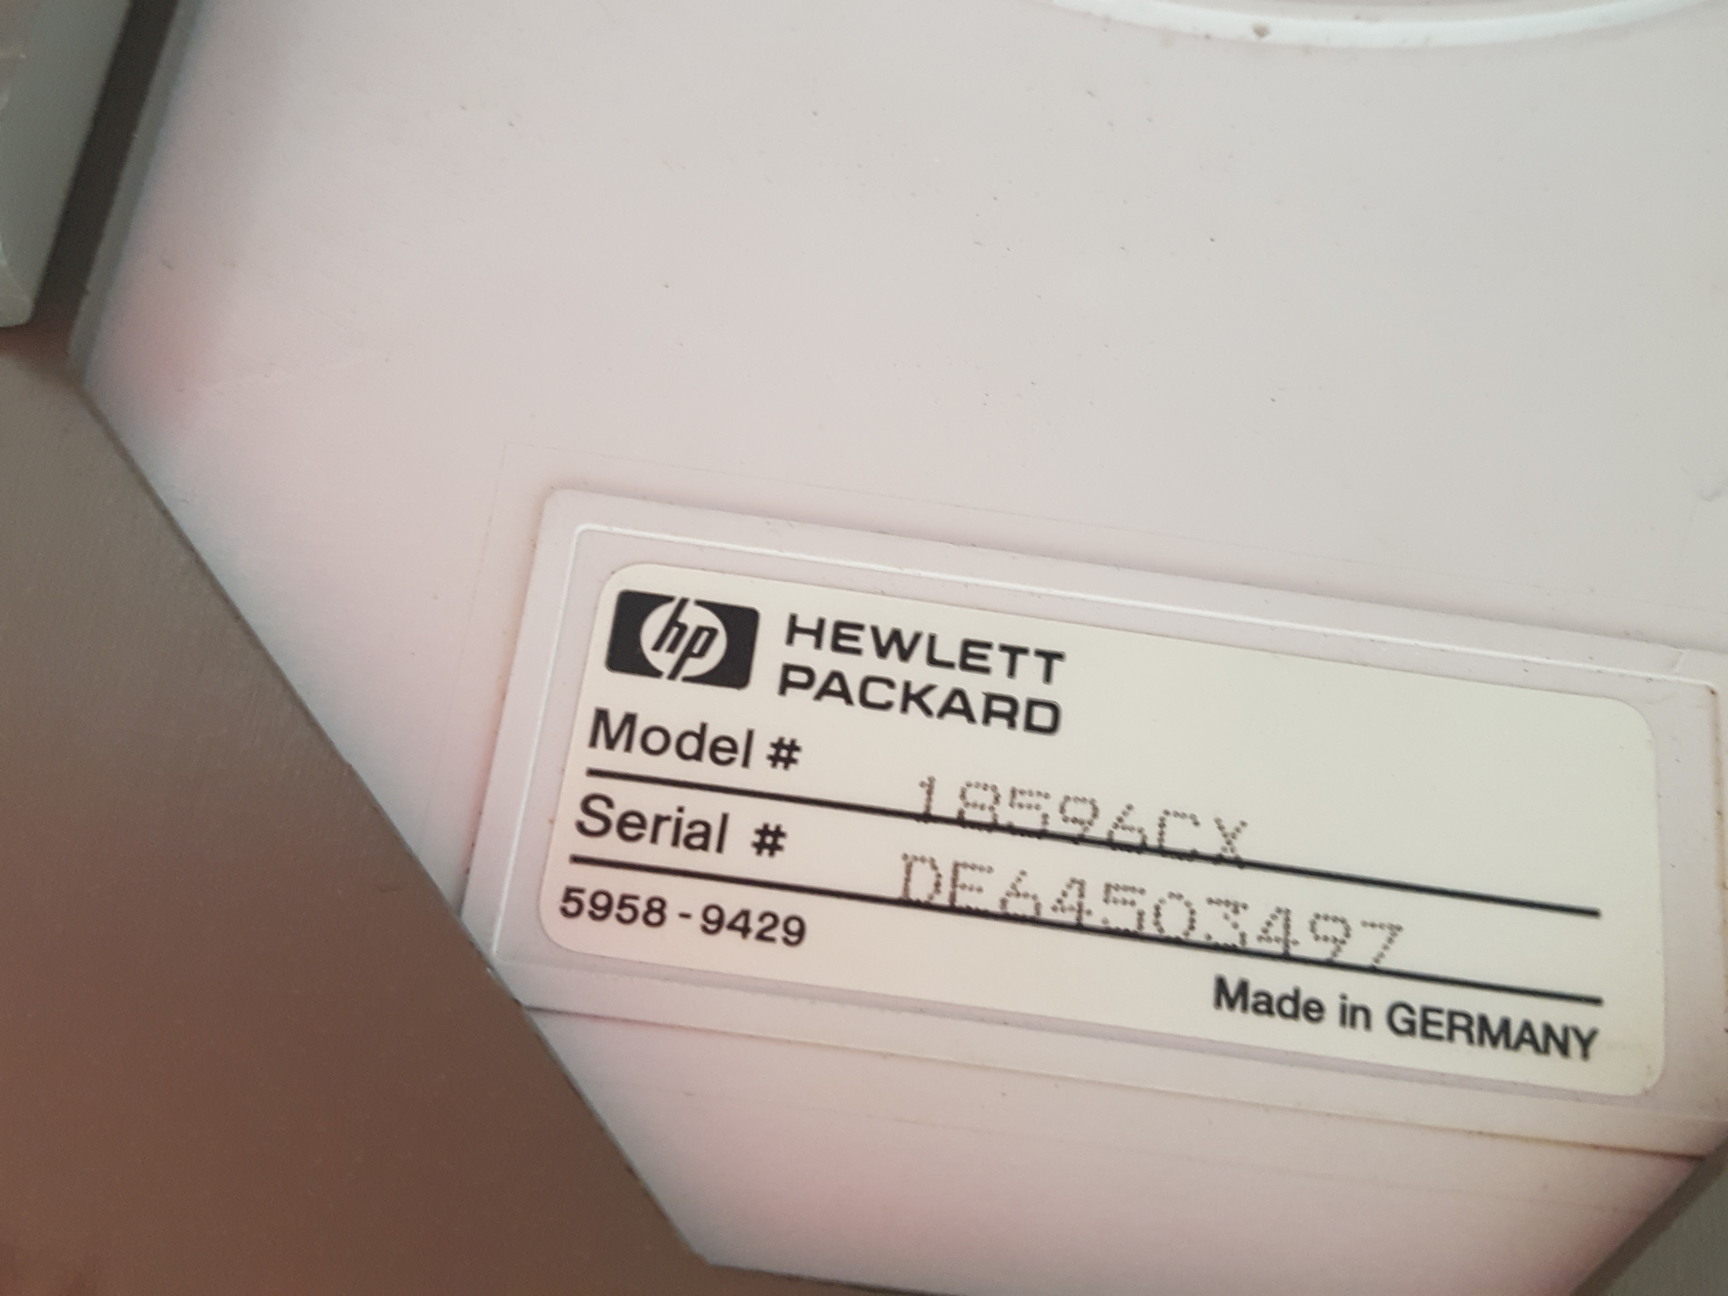 hp HEWLETT
PACKARD
Model # 18596CX
Serial # DE64503497
5958-9429
Made in GERMANY